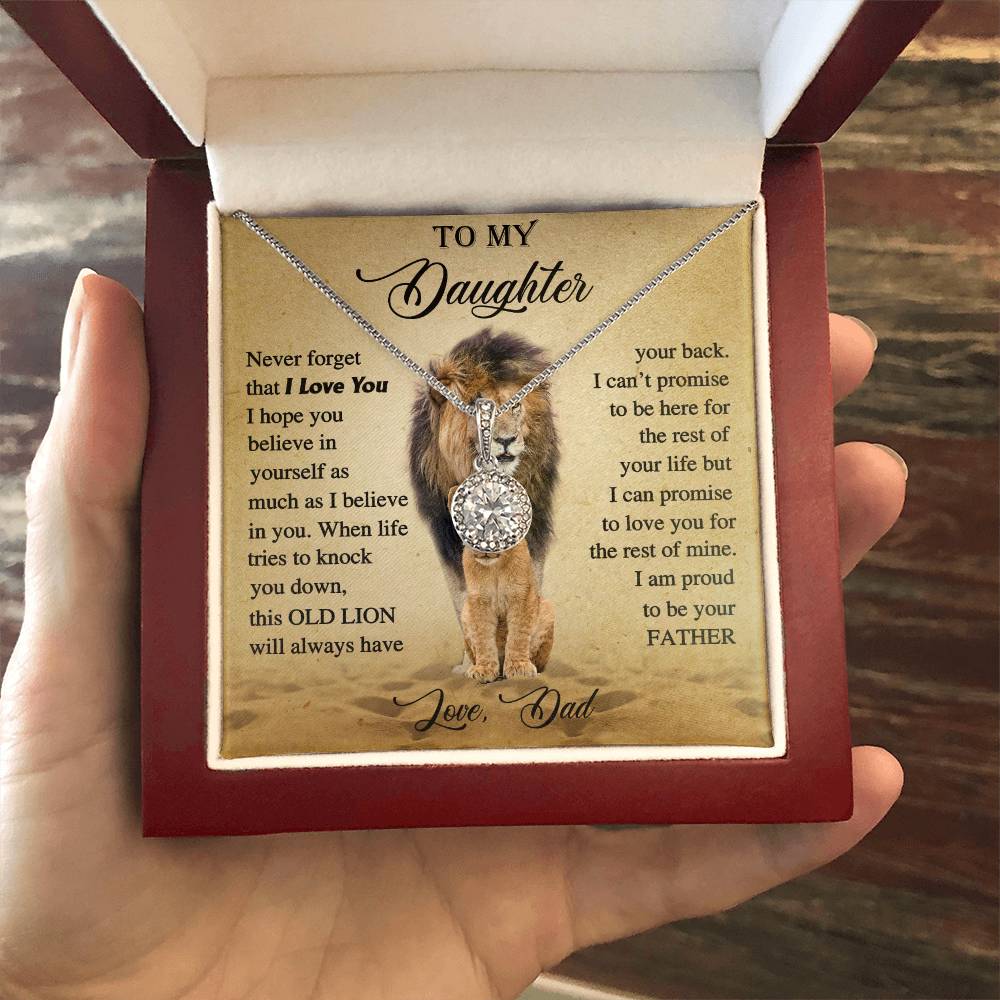 TO MY
Daughter
Never forget
that I Love You
I hope you
believe in
yourself as
much as I believe
in you. When life
tries to knock
you down,
this OLD LION
will always have
your back.
I can't promise
to be here for
the rest of
your life but
I can promise
to love you for
the rest of mine.
I am proud
to be your
FATHER
Love, Dad